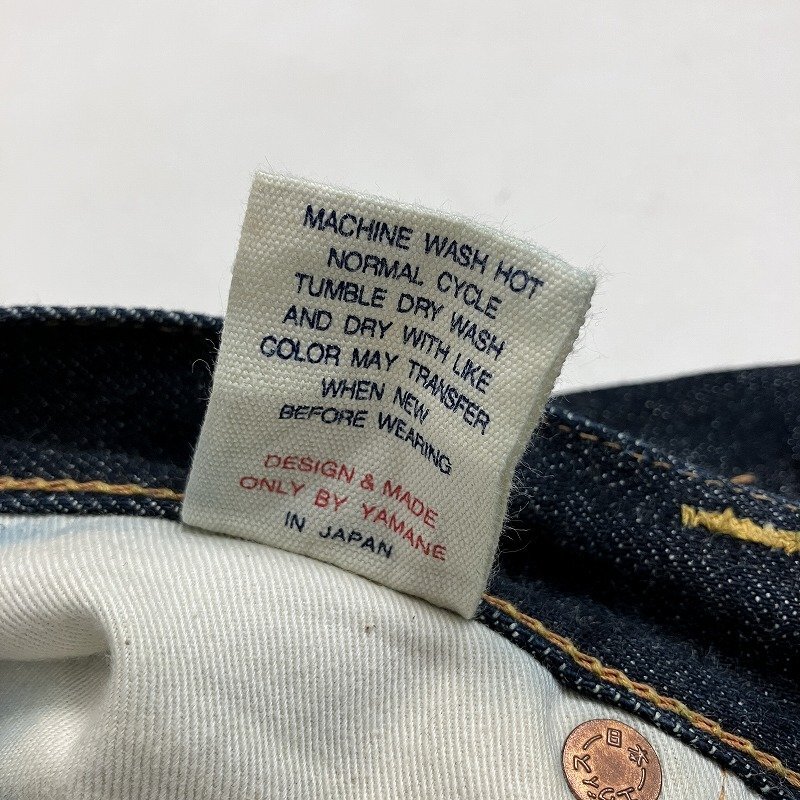 MACHINE WASH HOT
NORMAL CYCLE
TUMBLE DRY WASH
AND DRY WITH LIKE
COLOR MAY TRANSFER
WHEN NEW
BEFORE WEARING
DESIGN & MADE
ONLY BY YAMANE
IN JAPAN